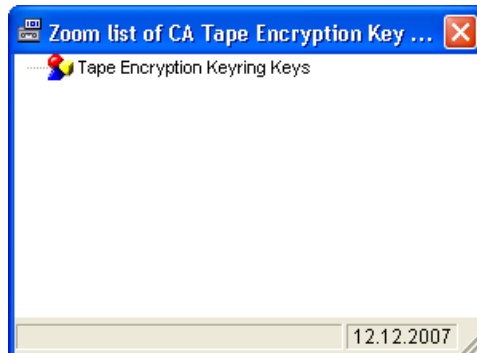 Zoom list of CA Tape Encryption Key ...
Tape Encryption Keyring Keys
12.12.2007